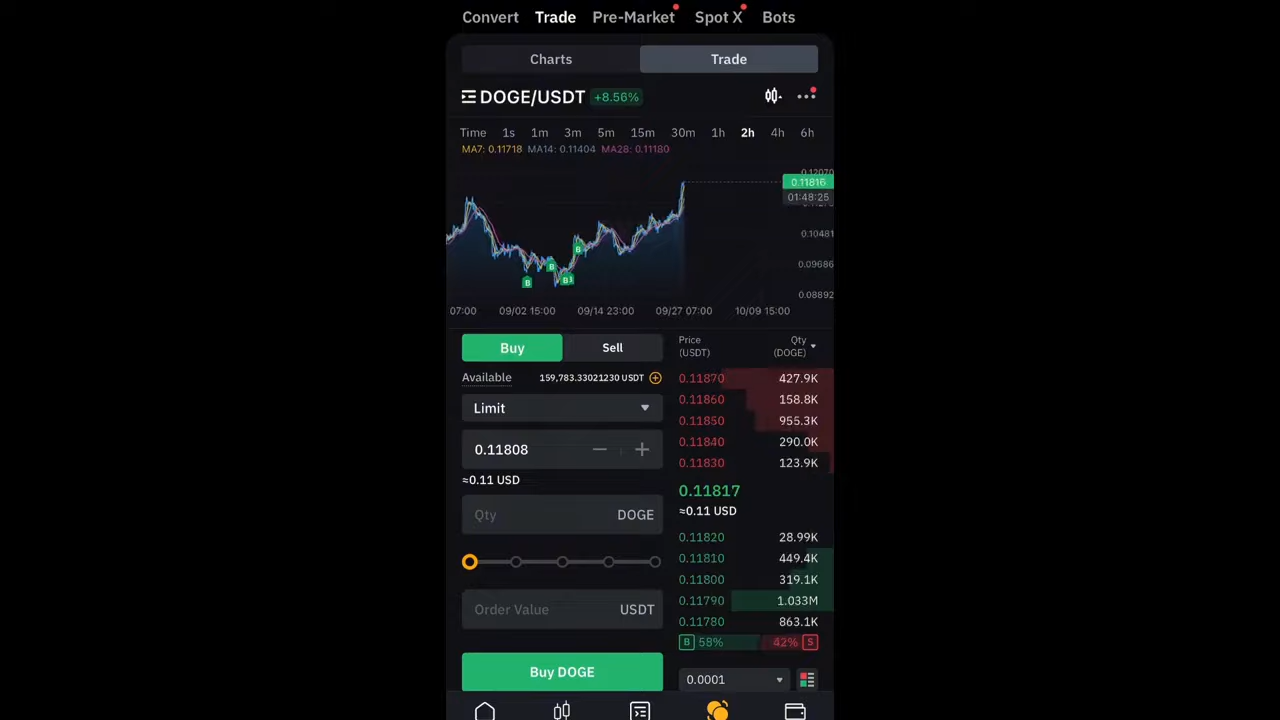 Convert Trade Pre-Market Spot X Bots
Charts Trade
DOGE/USDT +8.56%
Time 1s 1m 3m 5m 15m 30m 1h 2h 4h 6h
MA7: 0.11718 MA14: 0.11404 MA28: 0.11180
0.12070
0.11816
01:48:25
0.10481
0.09686
0.08892
B
B
B
B
07:00 09/02 15:00 09/14 23:00 09/27 07:00 10/09 15:00
Buy Sell
Available 159,783.33021230 USDT
Limit
0.11808
≈0.11 USD
Qty DOGE
Order Value USDT
Buy DOGE
Price Qty
(USDT) (DOGE)
0.11870 427.9K
0.11860 158.8K
0.11850 955.3K
0.11840 290.0K
0.11830 123.9K
0.11817
≈0.11 USD
0.11820 28.99K
0.11810 449.4K
0.11800 319.1K
0.11790 1.033M
0.11780 863.1K
B 58% 42% S
0.0001